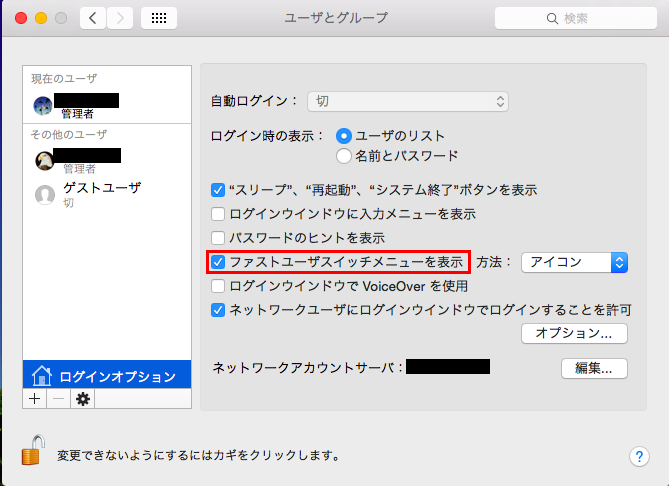 ユーザとグループ
検索
現在のユーザ
管理者
その他のユーザ
管理者
ゲストユーザ
切
ログインオプション
自動ログイン： 切
ログイン時の表示： ユーザのリスト
名前とパスワード
“スリープ”、“再起動”、“システム終了”ボタンを表示
ログインウインドウに入力メニューを表示
パスワードのヒントを表示
ファストユーザスイッチメニューを表示 方法： アイコン
ログインウインドウで VoiceOver を使用
ネットワークユーザにログインウインドウでログインすることを許可
オプション...
ネットワークアカウントサーバ： 編集...
変更できないようにするにはカギをクリックします。
?